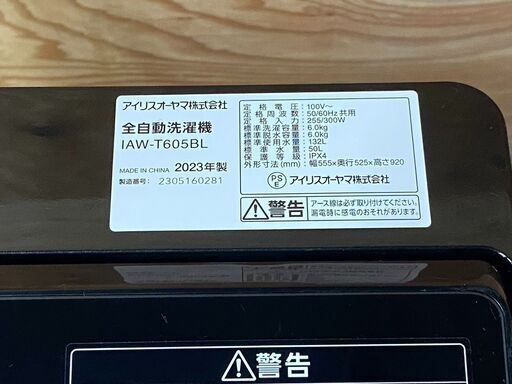 アイリスオーヤマ株式会社
全自動洗濯機
IAW-T605BL
MADE IN CHINA 2023年製
製造番号: 2305160281
定格電圧: 100V～
定格周波数: 50/60Hz共用
定格入力: 255/300W
標準洗濯容量: 6.0kg
標準脱水容量: 6.0kg
標準使用水量: 132L
標準水量: 50L
保護等級: IPX4
外形寸法(mm): 幅555×奥行525×高さ920
PSE アイリスオーヤマ株式会社
警告 アース線は必ず取り付けてください。
漏電時に感電のおそれがあります。
警告